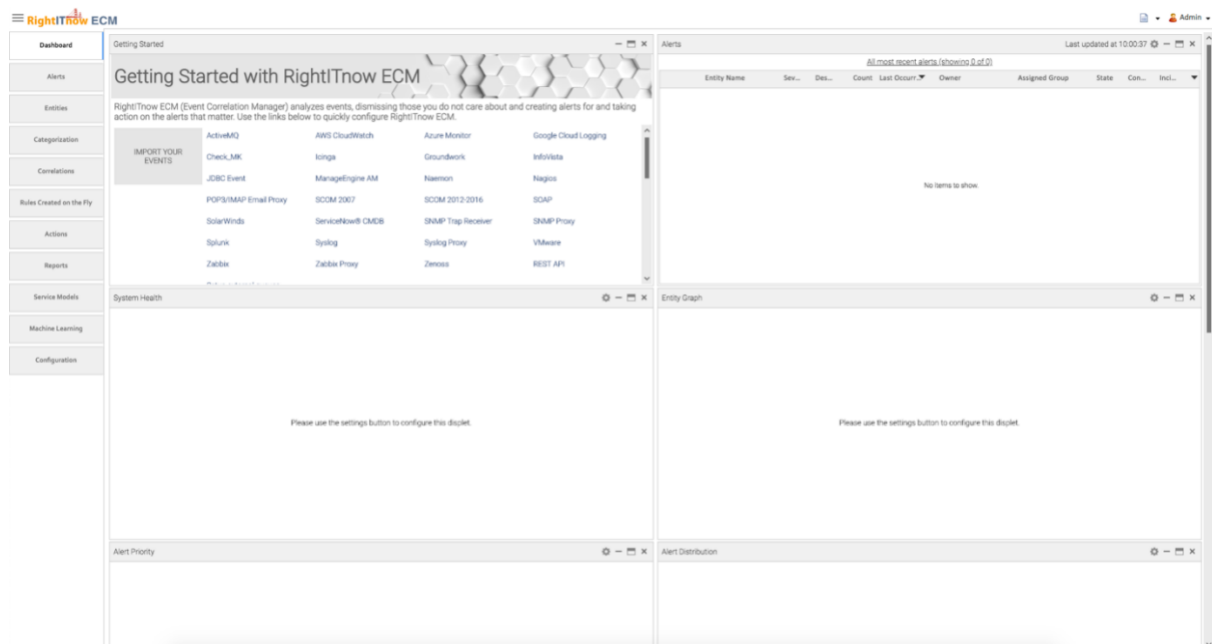 RightITnow ECM
Admin
Dashboard
Alerts
Entities
Categorization
Correlations
Rules Created on the Fly
Actions
Reports
Service Models
Machine Learning
Configuration
Getting Started
Getting Started with RightITnow ECM
RightITnow ECM (Event Correlation Manager) analyzes events, dismissing those you do not care about and creating alerts for and taking
action on the alerts that matter. Use the links below to quickly configure RightITnow ECM.
IMPORT YOUR
EVENTS
ActiveMQ AWS CloudWatch Azure Monitor Google Cloud Logging
Check_MK Icinga Groundwork InfoVista
JDBC Event ManageEngine AM Naemon Nagios
POP3/IMAP Email Proxy SCOM 2007 SCOM 2012-2016 SOAP
SolarWinds ServiceNow® CMDB SNMP Trap Receiver SNMP Proxy
Splunk Syslog Syslog Proxy VMware
Zabbix Zabbix Proxy Zenoss REST API
Alerts
Last updated at 10:00:37
All most recent alerts (showing 0 of 0)
Entity Name Sev... Des... Count Last Occurr... Owner Assigned Group State Con... Inci...
No items to show.
System Health
Please use the settings button to configure this displet.
Entity Graph
Please use the settings button to configure this displet.
Alert Priority
Alert Distribution